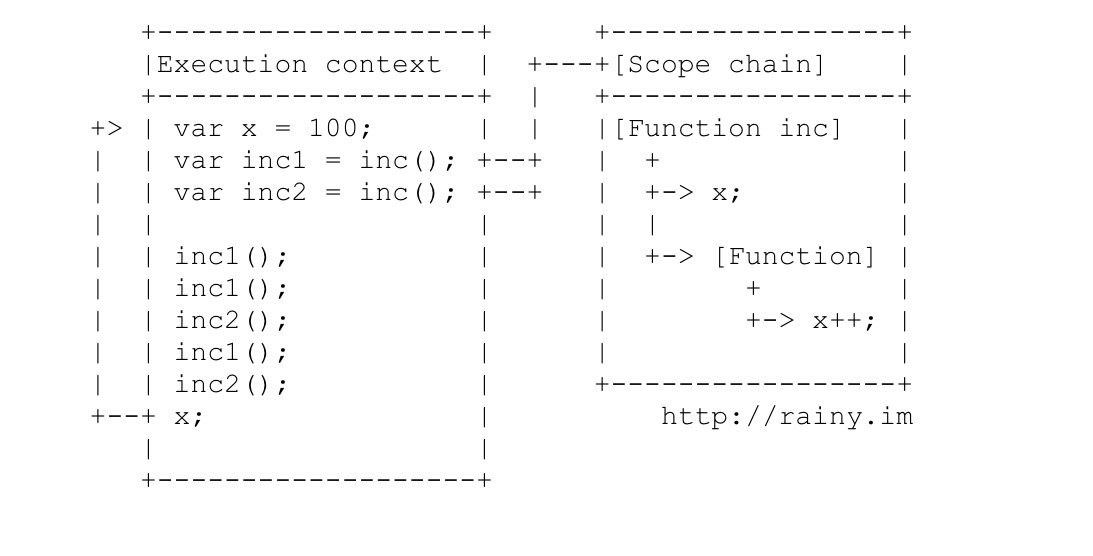 +-------------------+      +-----------------+
|Execution context  |  +---+[Scope chain]     |
+-------------------+  |   +-----------------+
+> | var x = 100;      |  |   |[Function inc]   |
|  | var inc1 = inc(); +--+   |  +              |
|  | var inc2 = inc(); +--+   |  +-> x;         |
|  |                   |      |  |              |
|  | inc1();           |      |  +-> [Function] |
|  | inc1();           |      |        +        |
|  | inc2();           |      |        +-> x++; |
|  | inc1();           |      |                 |
|  | inc2();           |      +-----------------+
+--+ x;                |         http://rainy.im
|                   |
+-------------------+